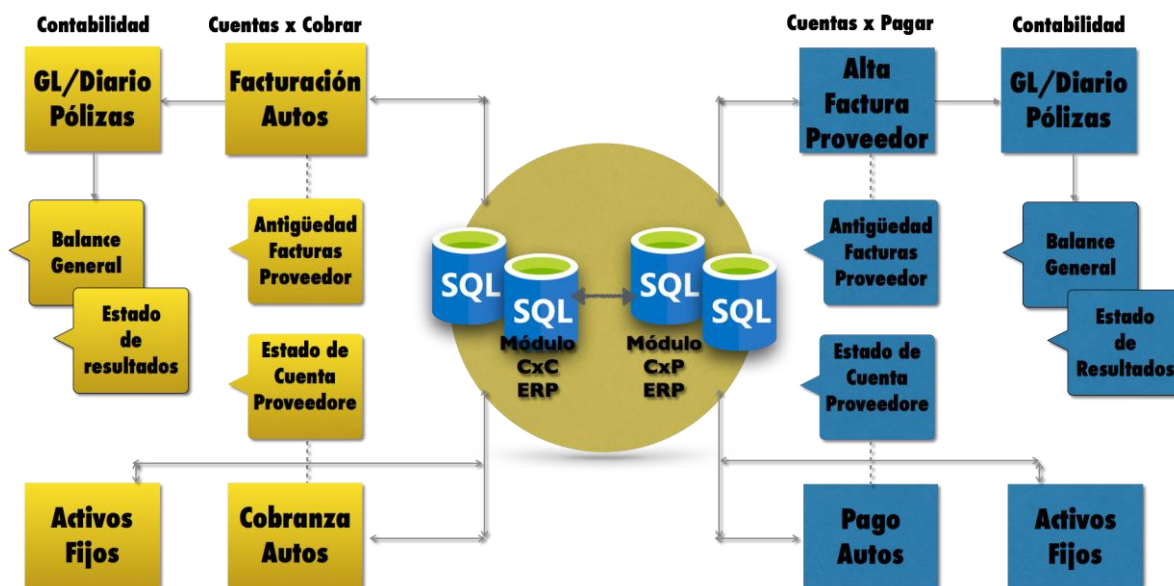 Contabilidad
Cuentas x Cobrar
Cuentas x Pagar
Contabilidad
GL/Diario
Pólizas
Facturación
Autos
Alta
Factura
Proveedor
GL/Diario
Pólizas
Balance
General
Estado
de
resultados
Antigüedad
Facturas
Proveedor
Estado de
Cuenta
Proveedore
SQL
SQL
Módulo
CxC
ERP
SQL
SQL
Módulo
CxP
ERP
Antigüedad
Facturas
Proveedor
Estado de
Cuenta
Proveedore
Balance
General
Estado
de
Resultados
Activos
Fijos
Cobranza
Autos
Pago
Autos
Activos
Fijos